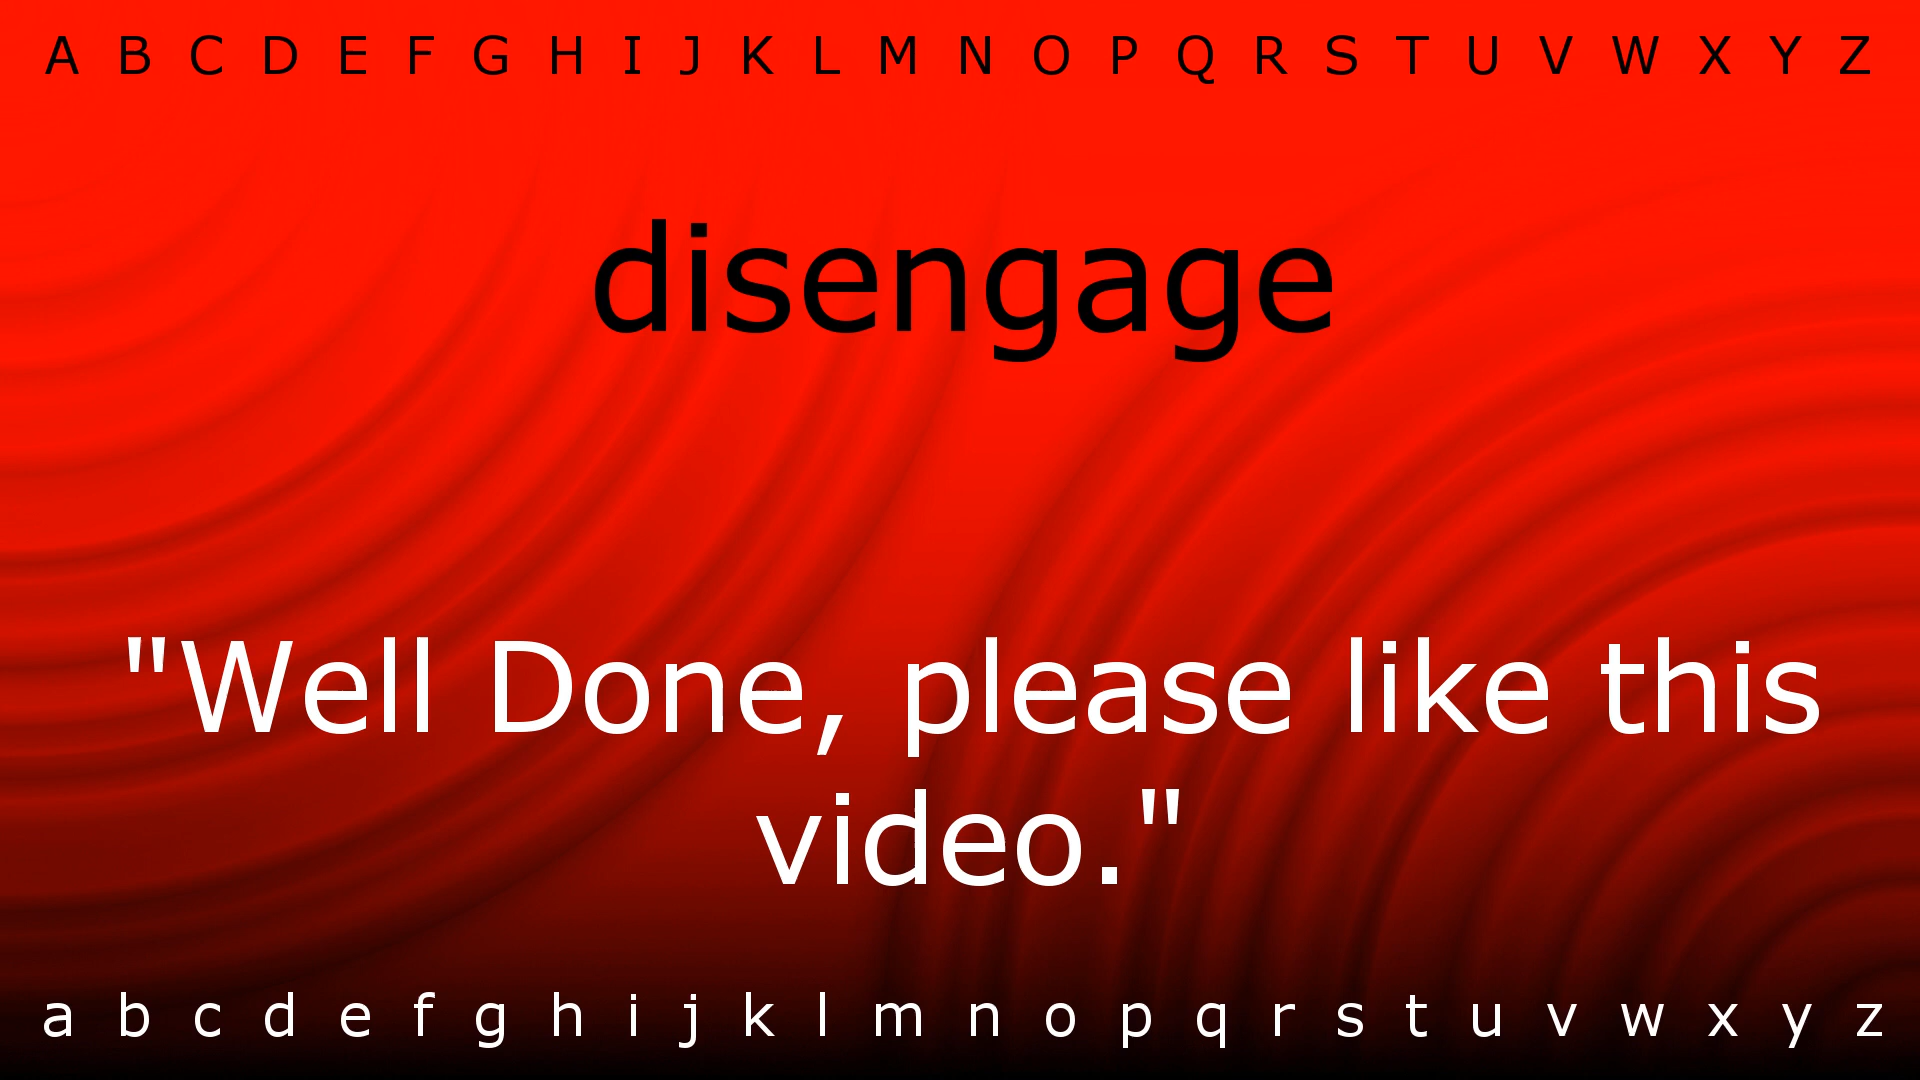 A B C D E F G H I J K L M N O P Q R S T U V W X Y Z
disengage
"Well Done, please like this
video."
a b c d e f g h i j k l m n o p q r s t u v w x y z